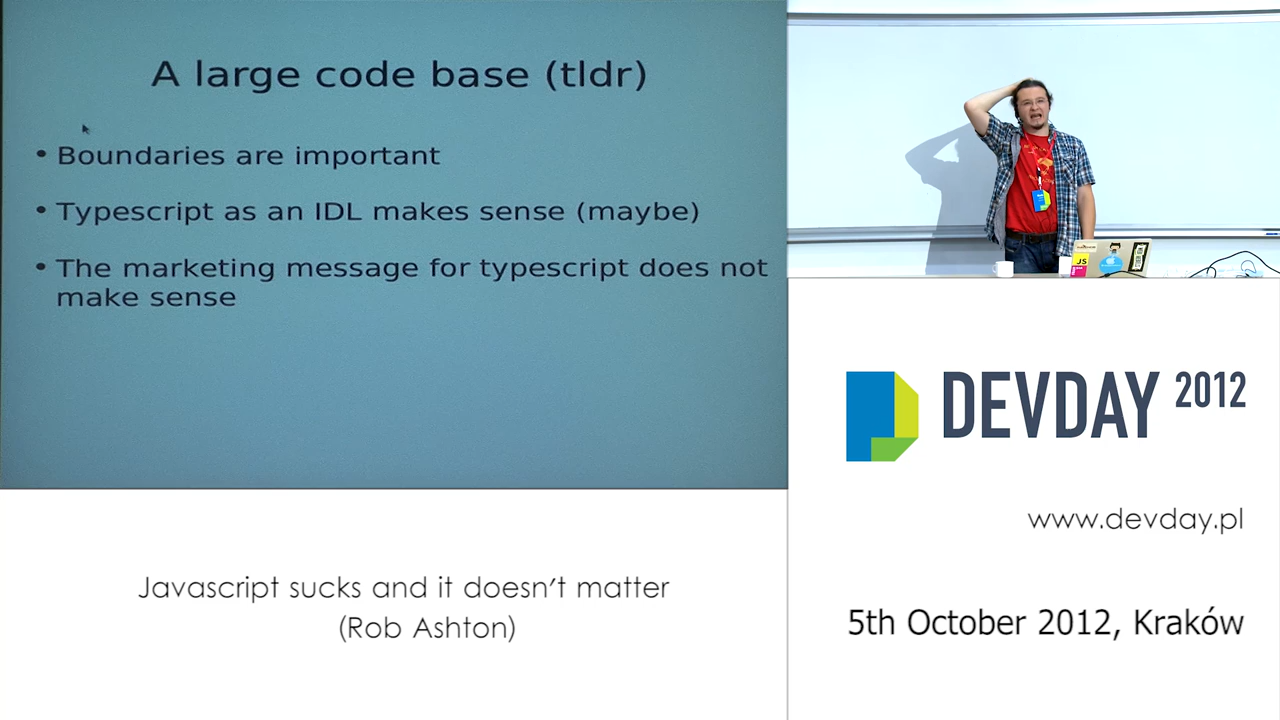 A large code base (tldr)
• Boundaries are important
• Typescript as an IDL makes sense (maybe)
• The marketing message for typescript does not
make sense
JS
DEVDAY 2012
www.devday.pl
5th October 2012, Kraków
Javascript sucks and it doesn't matter
(Rob Ashton)